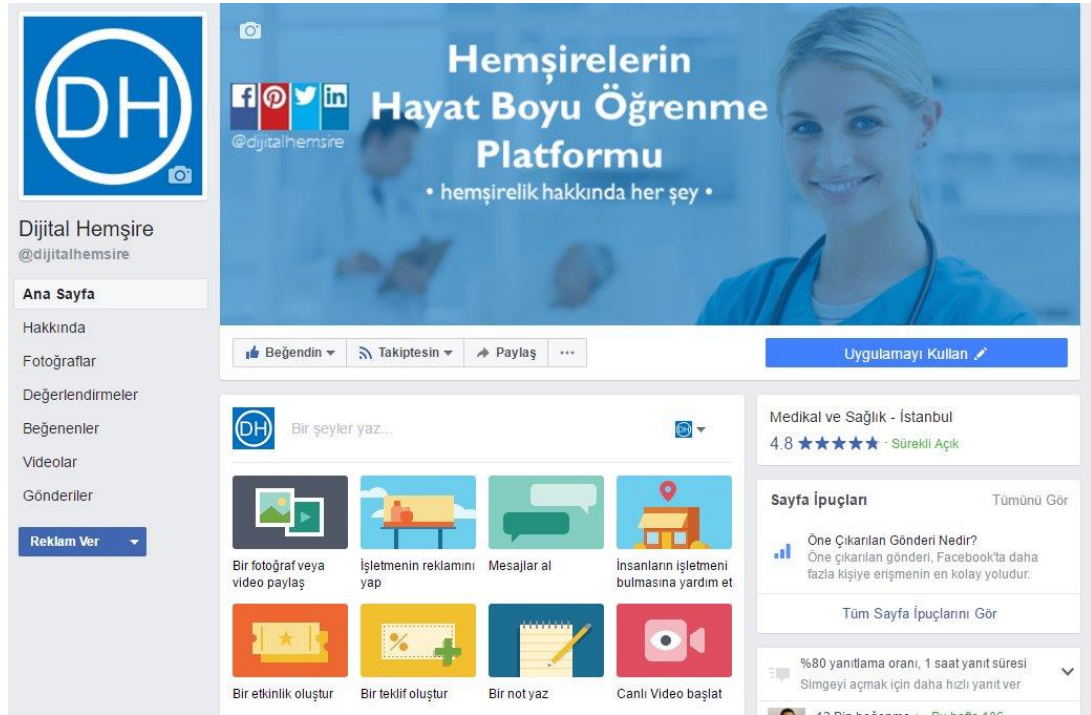 DH
Dijital Hemşire
@dijitalhemsire
Ana Sayfa
Hakkında
Fotoğraflar
Değerlendirmeler
Beğenenler
Videolar
Gönderiler
Reklam Ver
Hemşirelerin
Hayat Boyu Öğrenme
Platformu
• hemşirelik hakkında her şey •
@dijitalhemsire
Beğendin
Takiptesin
Paylaş
Uygulamayı Kullan
DH
Bir şeyler yaz...
DH
Bir fotoğraf veya
video paylaş
İşletmenin reklamını
yap
Mesajlar al
İnsanların işletmeni
bulmasına yardım et
Bir etkinlik oluştur
Bir teklif oluştur
Bir not yaz
Canlı Video başlat
Medikal ve Sağlık - İstanbul
4.8 ★★★★★ · Sürekli Açık
Sayfa İpuçları
Tümünü Gör
Öne Çıkarılan Gönderi Nedir?
Öne çıkarılan gönderi, Facebook'ta daha
fazla kişiye erişmenin en kolay yoludur.
Tüm Sayfa İpuçlarını Gör
%80 yanıtlama oranı, 1 saat yanıt süresi
Simgeyi açmak için daha hızlı yanıt ver